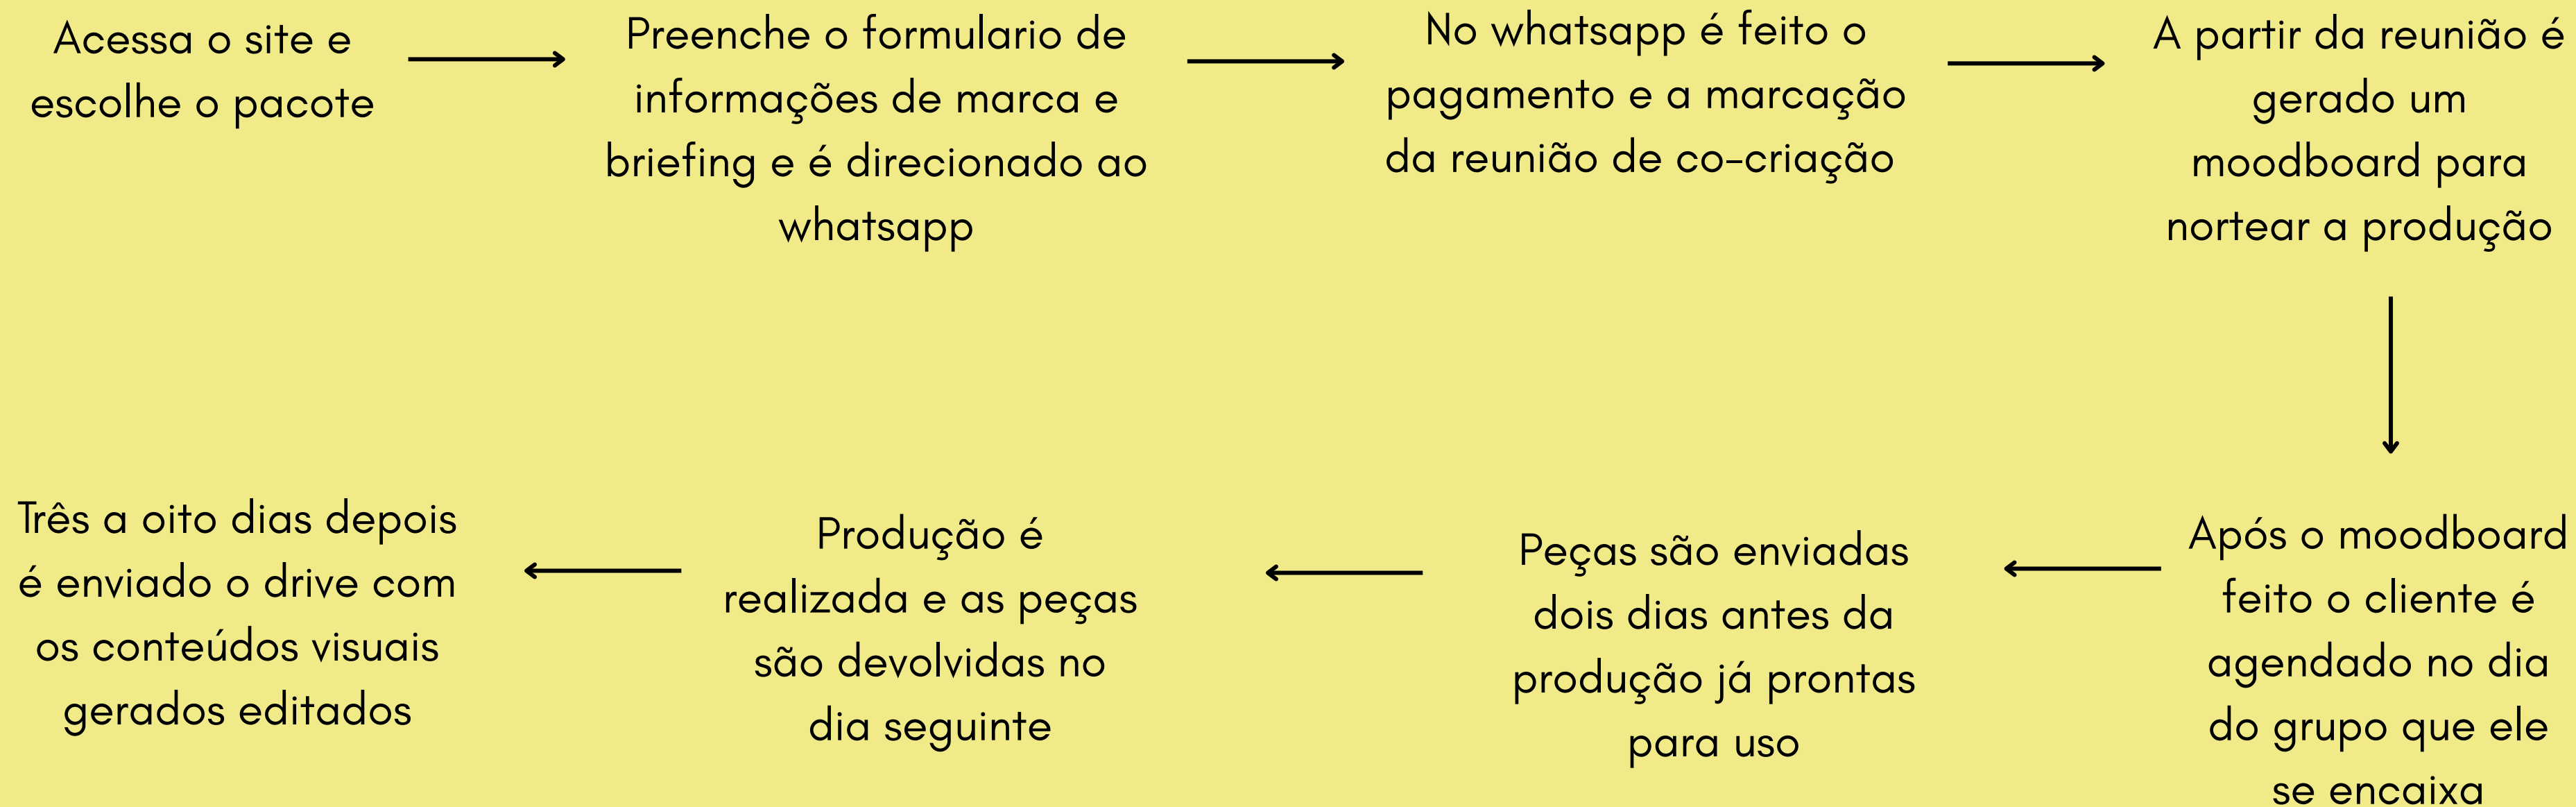 Acessa o site e
escolhe o pacote
Preenche o formulario de
informações de marca e
briefing e é direcionado ao
whatsapp
No whatsapp é feito o
pagamento e a marcação
da reunião de co-criação
A partir da reunião é
gerado um
moodboard para
nortear a produção
Após o moodboard
feito o cliente é
agendado no dia
do grupo que ele
se encaixa
Peças são enviadas
dois dias antes da
produção já prontas
para uso
Produção é
realizada e as peças
são devolvidas no
dia seguinte
Três a oito dias depois
é enviado o drive com
os conteúdos visuais
gerados editados